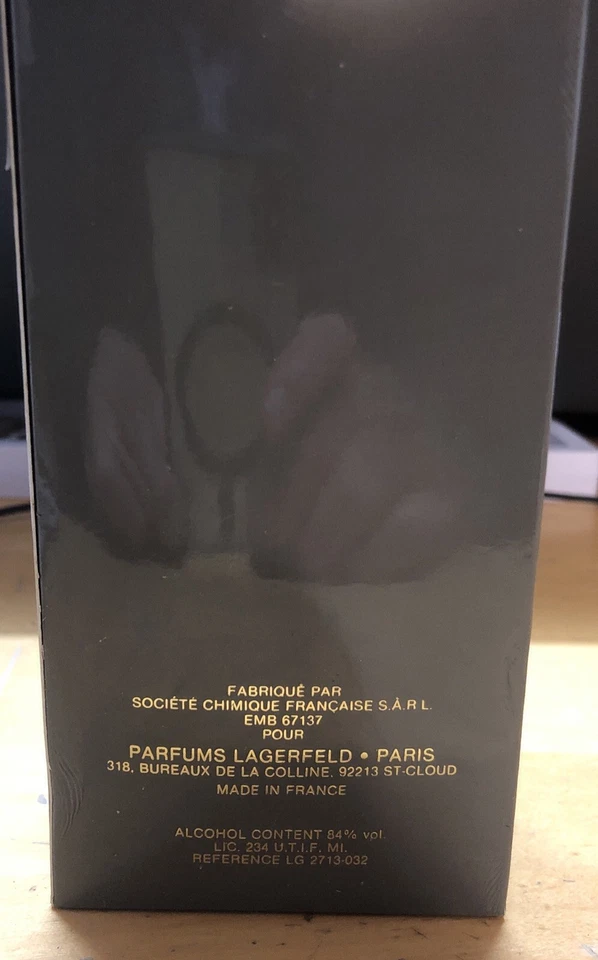 FABRIQUÉ PAR
SOCIÉTÉ CHIMIQUE FRANÇAISE S.À.R L.
EMB 67137
POUR
PARFUMS LAGERFELD • PARIS
318, BUREAUX DE LA COLLINE, 92213 ST-CLOUD
MADE IN FRANCE
ALCOHOL CONTENT 84% vol.
LIC. 234 U.T.I.F. MI.
REFERENCE LG 2713-032